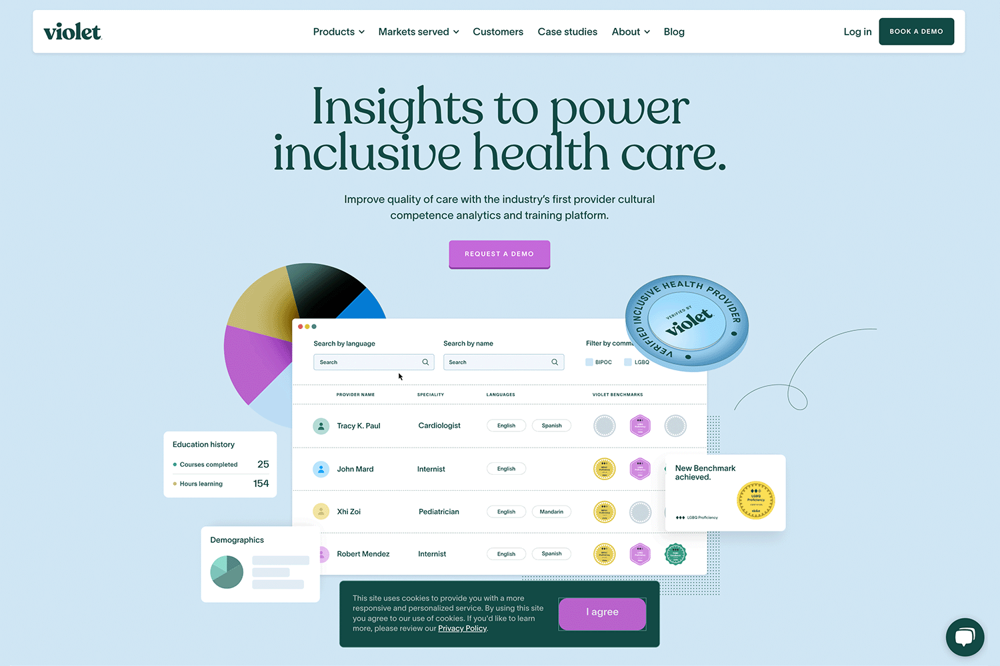 violet.
Products
Markets served
Customers
Case studies
About
Blog
Log in
BOOK A DEMO
Insights to power
inclusive health care.
Improve quality of care with the industry's first provider cultural
competence analytics and training platform.
REQUEST A DEMO
VERIFIED INCLUSIVE HEALTH PROVIDER
VERIFIED
VERIFIED BY
violet
Search by language
Search by name
Filter by comm
Search
Search
BIPOC
LGBQ
PROVIDER NAME
SPECIALITY
LANGUAGES
VIOLET BENCHMARKS
Tracy K. Paul
Cardiologist
English
Spanish
John Mard
Internist
English
Xhi Zoi
Pediatrician
English
Mandarin
Robert Mendez
Internist
English
Spanish
Education history
Courses completed 25
Hours learning 154
Demographics
New Benchmark
achieved.
LGBQ
Proficiency
violet
LGBQ Proficiency
This site uses cookies to provide you with a more
responsive and personalized service. By using this site
you agree to our use of cookies. If you'd like to learn
more, please review our Privacy Policy.
I agree